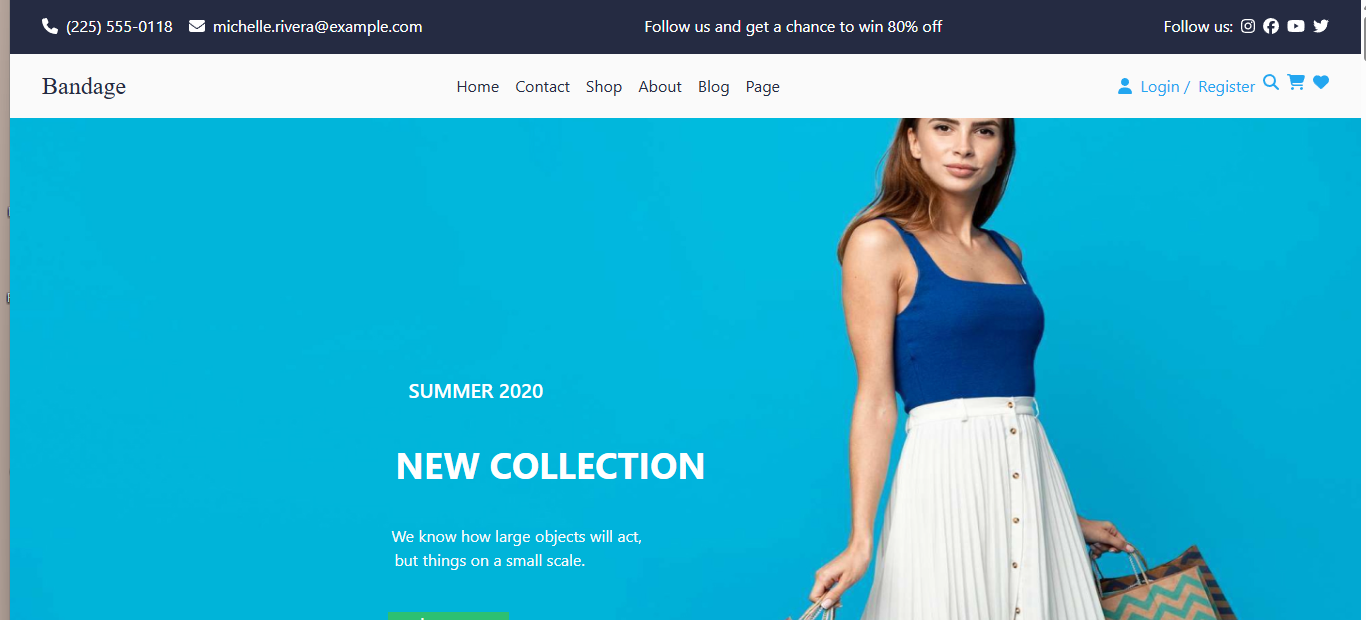 (225) 555-0118 michelle.rivera@example.com Follow us and get a chance to win 80% off Follow us:
Bandage Home Contact Shop About Blog Page Login / Register
SUMMER 2020
NEW COLLECTION
We know how large objects will act,
but things on a small scale.